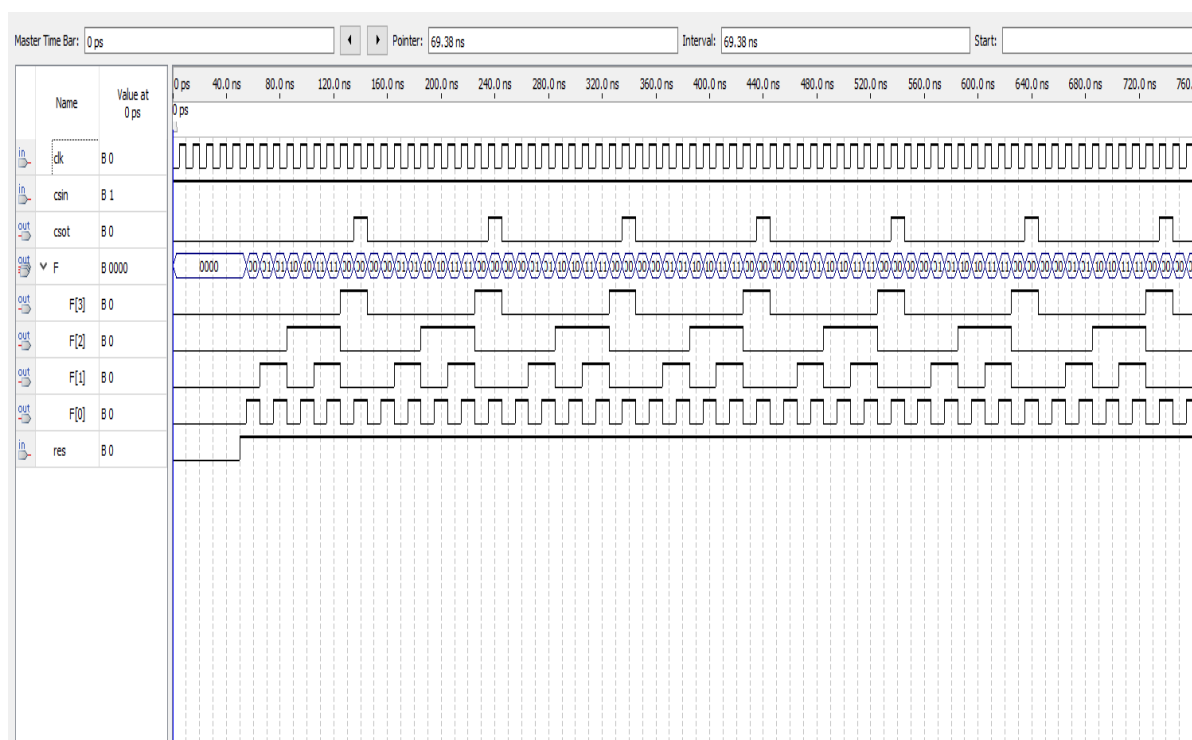 Master Time Bar: 0 ps Pointer: 69.38 ns Interval: 69.38 ns Start:
Name Value at 0 ps
0 ps 40.0 ns 80.0 ns 120.0 ns 160.0 ns 200.0 ns 240.0 ns 280.0 ns 320.0 ns 360.0 ns 400.0 ns 440.0 ns 480.0 ns 520.0 ns 560.0 ns 600.0 ns 640.0 ns 680.0 ns 720.0 ns 760.
0 ps
in clk B 0
in csin B 1
out csot B 0
out F B 0000 0000
out F[3] B 0
out F[2] B 0
out F[1] B 0
out F[0] B 0
in res B 0